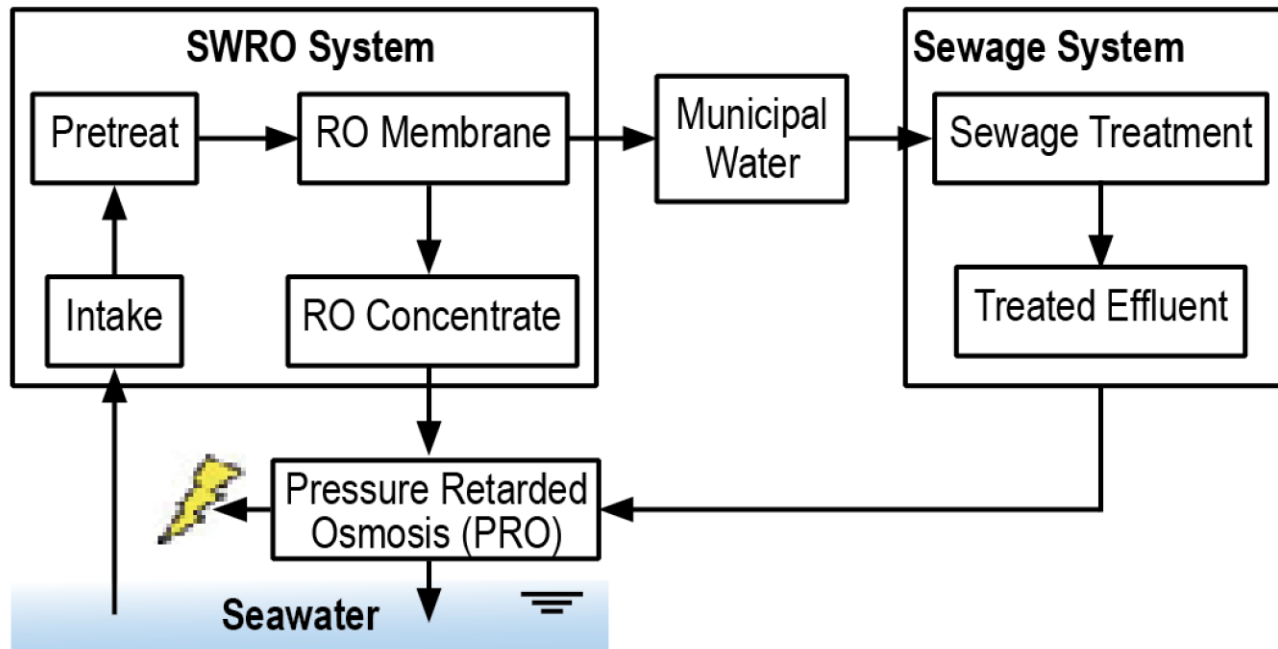 SWRO System
Pretreat
RO Membrane
Intake
RO Concentrate
Municipal
Water
Sewage System
Sewage Treatment
Treated Effluent
Pressure Retarded
Osmosis (PRO)
Seawater